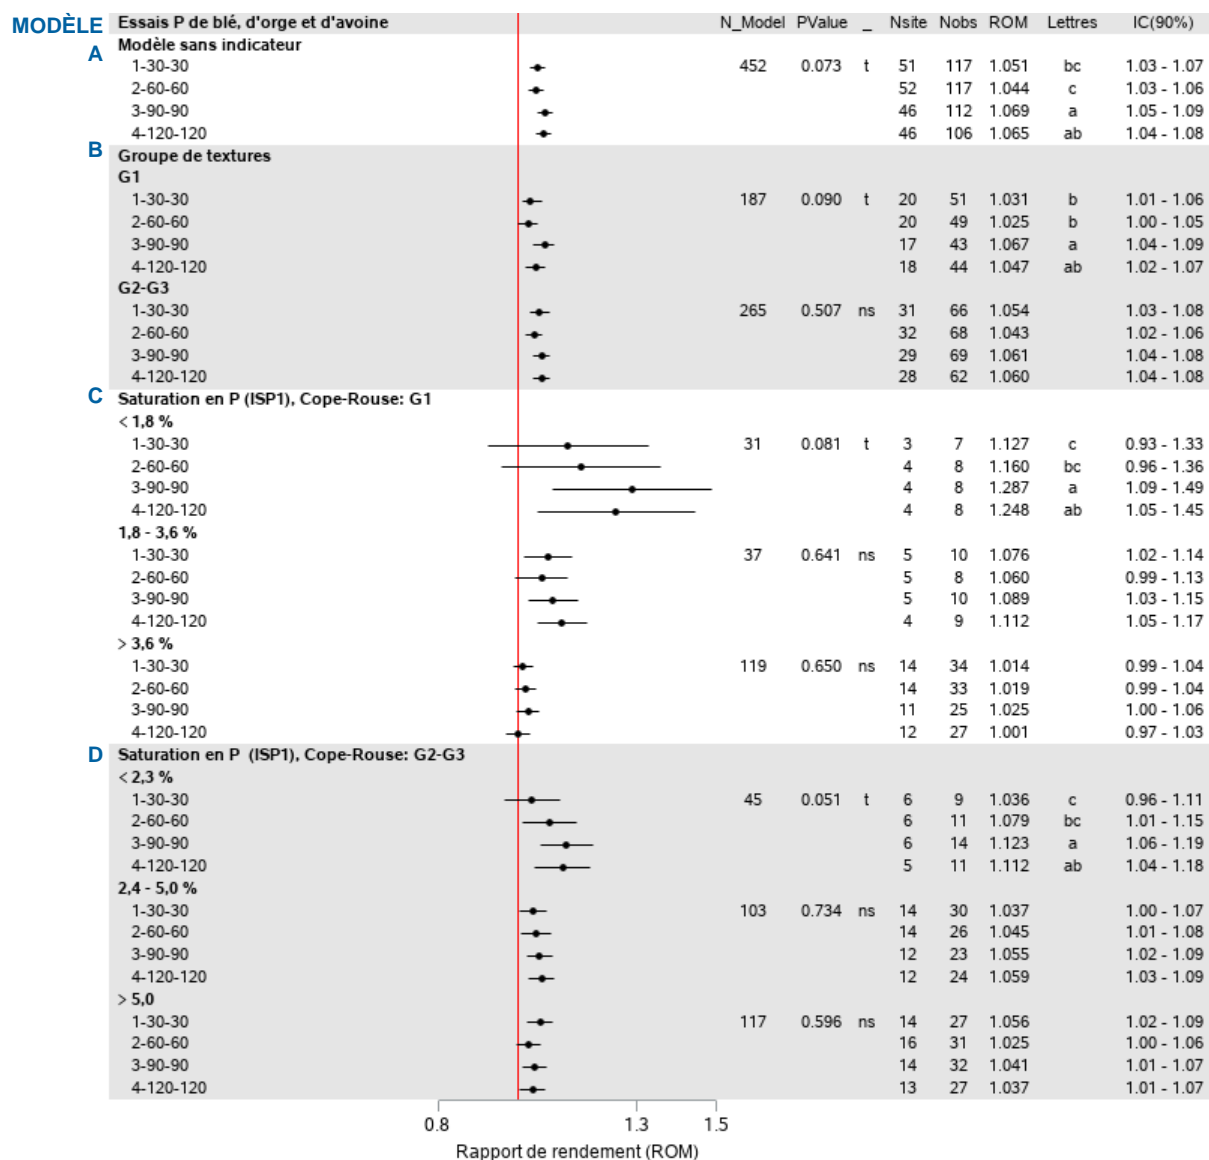 MODÈLE Essais P de blé, d'orge et d'avoine N_Model PValue _ Nsite Nobs ROM Lettres IC(90%)
A Modèle sans indicateur
1-30-30 452 0.073 t 51 117 1.051 bc 1.03 - 1.07
2-60-60 52 117 1.044 c 1.03 - 1.06
3-90-90 46 112 1.069 a 1.05 - 1.09
4-120-120 46 106 1.065 ab 1.04 - 1.08
B Groupe de textures
G1
1-30-30 187 0.090 t 20 51 1.031 b 1.01 - 1.06
2-60-60 20 49 1.025 b 1.00 - 1.05
3-90-90 17 43 1.067 a 1.04 - 1.09
4-120-120 18 44 1.047 ab 1.02 - 1.07
G2-G3
1-30-30 265 0.507 ns 31 66 1.054 1.03 - 1.08
2-60-60 32 68 1.043 1.02 - 1.06
3-90-90 29 69 1.061 1.04 - 1.08
4-120-120 28 62 1.060 1.04 - 1.08
C Saturation en P (ISP1), Cope-Rouse: G1
< 1,8 %
1-30-30 31 0.081 t 3 7 1.127 c 0.93 - 1.33
2-60-60 4 8 1.160 bc 0.96 - 1.36
3-90-90 4 8 1.287 a 1.09 - 1.49
4-120-120 4 8 1.248 ab 1.05 - 1.45
1,8 - 3,6 %
1-30-30 37 0.641 ns 5 10 1.076 1.02 - 1.14
2-60-60 5 8 1.060 0.99 - 1.13
3-90-90 5 10 1.089 1.03 - 1.15
4-120-120 4 9 1.112 1.05 - 1.17
> 3,6 %
1-30-30 119 0.650 ns 14 34 1.014 0.99 - 1.04
2-60-60 14 33 1.019 0.99 - 1.04
3-90-90 11 25 1.025 1.00 - 1.06
4-120-120 12 27 1.001 0.97 - 1.03
D Saturation en P (ISP1), Cope-Rouse: G2-G3
< 2,3 %
1-30-30 45 0.051 t 6 9 1.036 c 0.96 - 1.11
2-60-60 6 11 1.079 bc 1.01 - 1.15
3-90-90 6 14 1.123 a 1.06 - 1.19
4-120-120 5 11 1.112 ab 1.04 - 1.18
2,4 - 5,0 %
1-30-30 103 0.734 ns 14 30 1.037 1.00 - 1.07
2-60-60 14 26 1.045 1.01 - 1.08
3-90-90 12 23 1.055 1.02 - 1.09
4-120-120 12 24 1.059 1.03 - 1.09
> 5,0
1-30-30 117 0.596 ns 14 27 1.056 1.02 - 1.09
2-60-60 16 31 1.025 1.00 - 1.06
3-90-90 14 32 1.041 1.01 - 1.07
4-120-120 13 27 1.037 1.01 - 1.07
0.8 1.3 1.5
Rapport de rendement (ROM)